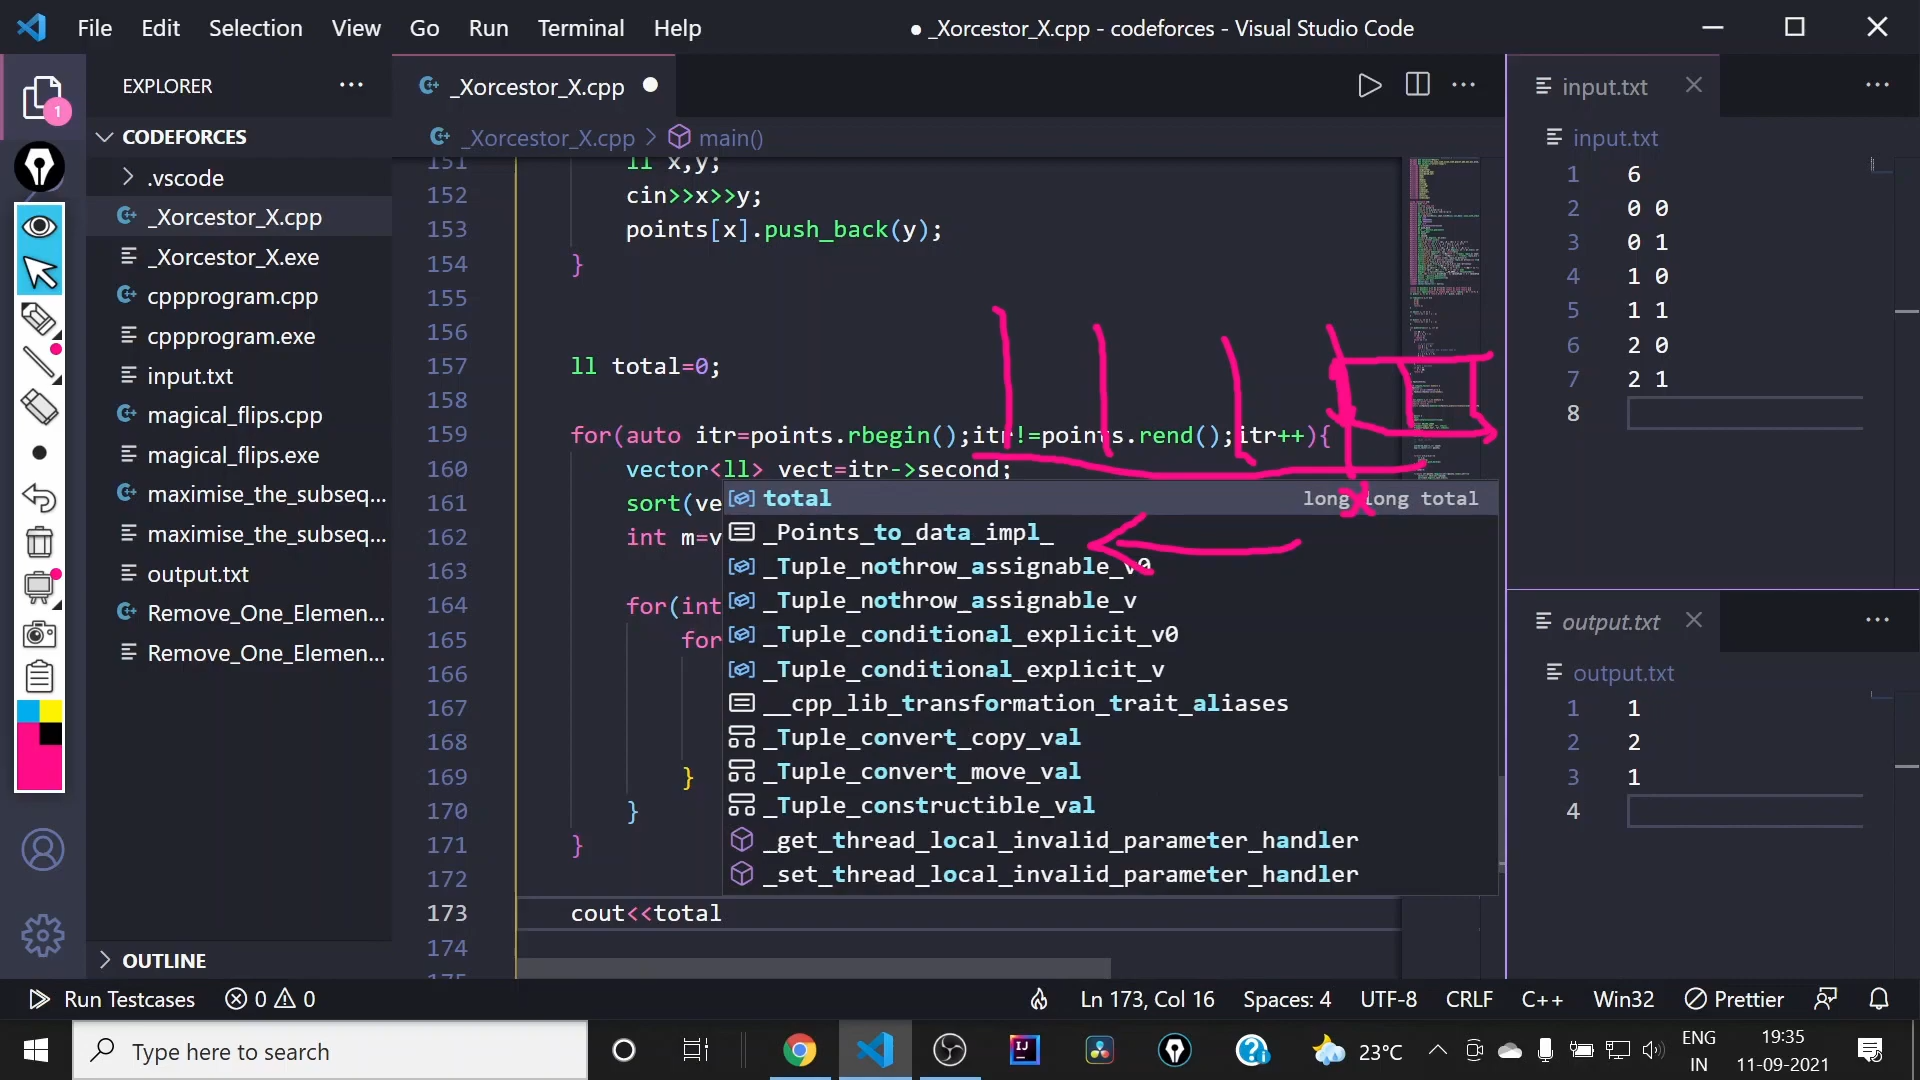 File Edit Selection View Go Run Terminal Help
● _Xorcestor_X.cpp - codeforces - Visual Studio Code
1
EXPLORER ···
CODEFORCES
.vscode
_Xorcestor_X.cpp
_Xorcestor_X.exe
cppprogram.cpp
cppprogram.exe
input.txt
magical_flips.cpp
magical_flips.exe
maximise_the_subseq...
maximise_the_subseq...
output.txt
Remove_One_Elemen...
Remove_One_Elemen...
OUTLINE
_Xorcestor_X.cpp ●
_Xorcestor_X.cpp > main()
151 ll x,y;
152 cin>>x>>y;
153 points[x].push_back(y);
154 }
155
156
157 ll total=0;
158
159 for(auto itr=points.rbegin();itr!=points.rend();itr++){
160 vector<ll> vect=itr->second;
161 sort(ve
162 int m=v
163
164 for(int
165 for
166
167
168
169 }
170 }
171 }
172
173 cout<<total
174
total long long total
_Points_to_data_impl_
_Tuple_nothrow_assignable_v0
_Tuple_nothrow_assignable_v
_Tuple_conditional_explicit_v0
_Tuple_conditional_explicit_v
__cpp_lib_transformation_trait_aliases
_Tuple_convert_copy_val
_Tuple_convert_move_val
_Tuple_constructible_val
_get_thread_local_invalid_parameter_handler
_set_thread_local_invalid_parameter_handler
x
input.txt
input.txt
1 6
2 0 0
3 0 1
4 1 0
5 1 1
6 2 0
7 2 1
8
output.txt
output.txt
1 1
2 2
3 1
4
Run Testcases 0 0 Ln 173, Col 16 Spaces: 4 UTF-8 CRLF C++ Win32 Prettier
Type here to search
IJ
23°C
ENG
IN
19:35
11-09-2021